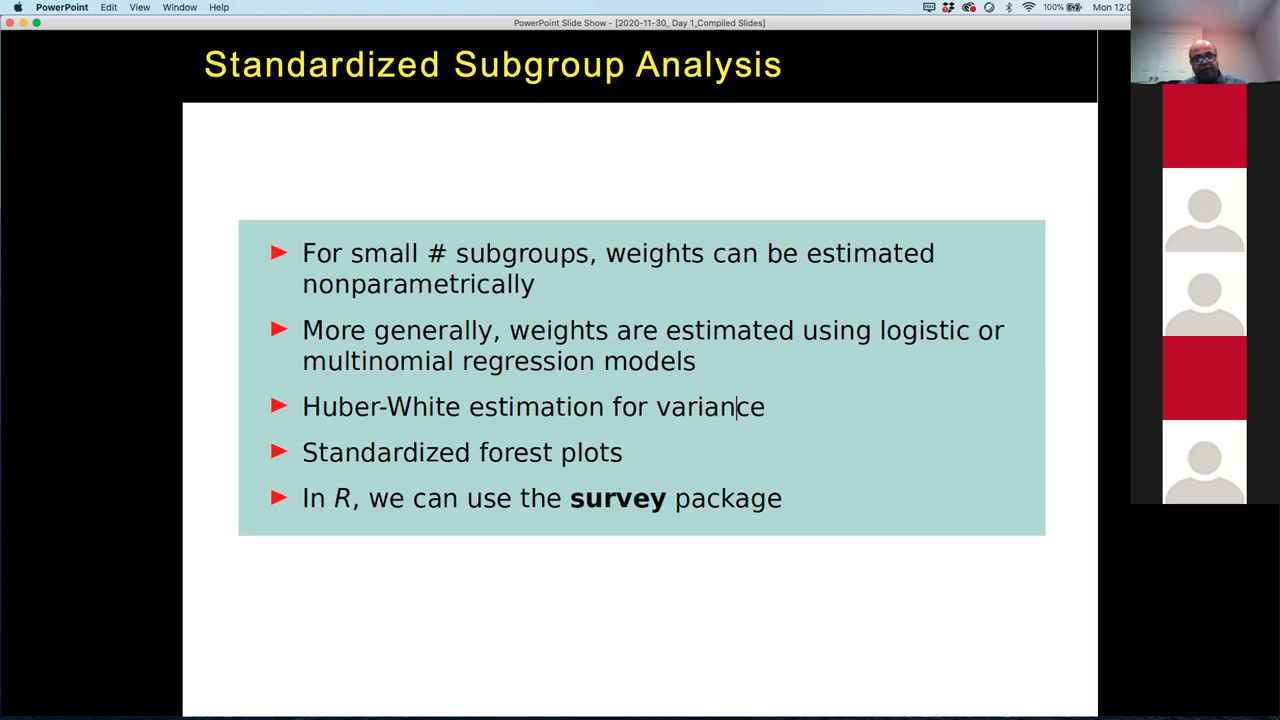 PowerPoint Edit View Window Help 100% Mon 12:0
PowerPoint Slide Show - [2020-11-30_ Day 1_Compiled Slides]
Standardized Subgroup Analysis
For small # subgroups, weights can be estimated
nonparametrically
More generally, weights are estimated using logistic or
multinomial regression models
Huber-White estimation for variance
Standardized forest plots
In R, we can use the survey package